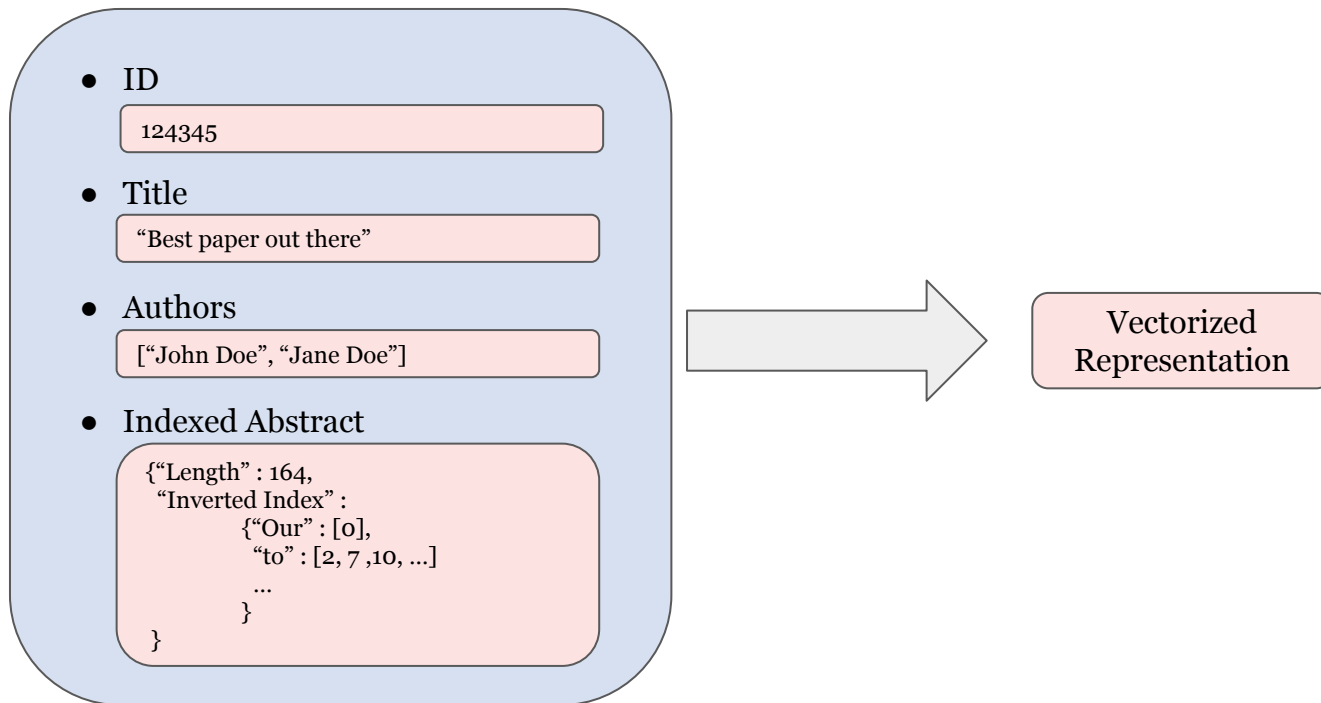 ● ID
124345
● Title
“Best paper out there”
● Authors
[“John Doe”, “Jane Doe”]
● Indexed Abstract
{“Length” : 164,
“Inverted Index” :
{“Our” : [0],
“to” : [2, 7 ,10, ...]
...
}
}
Vectorized
Representation